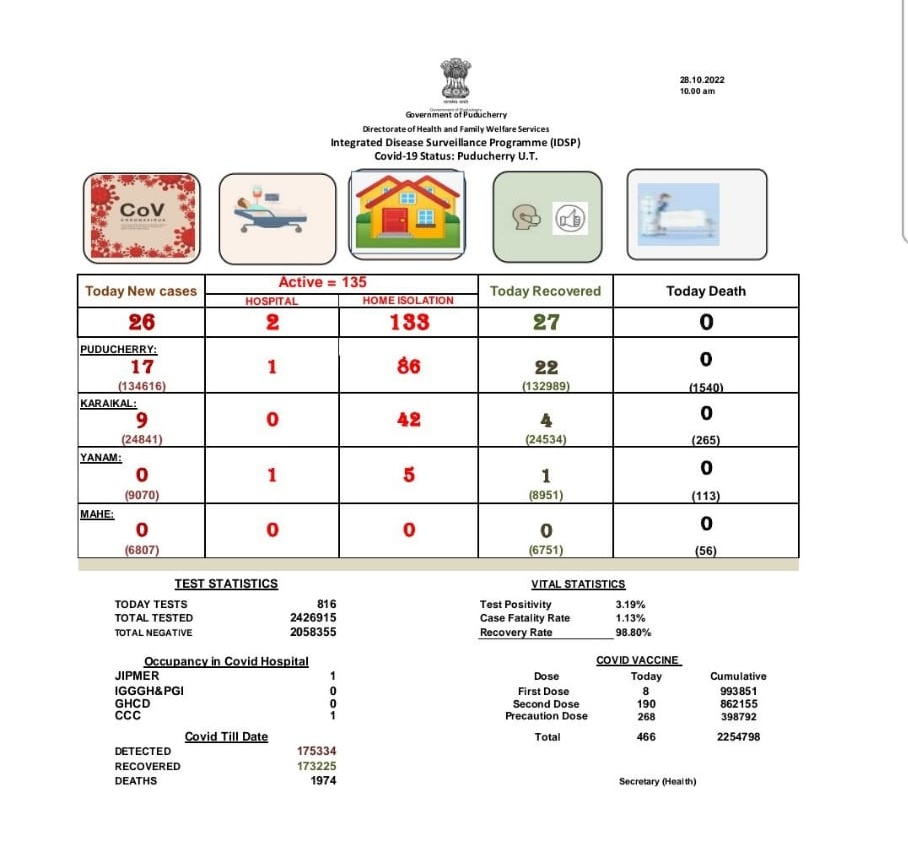 28.10.2022
10.00 am
Government of Puducherry
Directorate of Health and Family Welfare Services
Integrated Disease Surveillance Programme (IDSP)
Covid-19 Status: Puducherry U.T.
CoV
CORONAVIRUS
Today New cases
Active = 135
HOSPITAL
HOME ISOLATION
Today Recovered
Today Death
26 2 133 27 0
PUDUCHERRY:
17 1 86 22 0
(134616) (132989) (1540)
KARAIKAL:
9 0 42 4 0
(24841) (24534) (265)
YANAM:
0 1 5 1 0
(9070) (8951) (113)
MAHE:
0 0 0 0 0
(6807) (6751) (56)
TEST STATISTICS
TODAY TESTS 816
TOTAL TESTED 2426915
TOTAL NEGATIVE 2058355
VITAL STATISTICS
Test Positivity 3.19%
Case Fatality Rate 1.13%
Recovery Rate 98.80%
Occupancy in Covid Hospital
JIPMER 1
IGGGH&PGI 0
GHCD 0
CCC 1
COVID VACCINE
Dose Today Cumulative
First Dose 8 993851
Second Dose 190 862155
Precaution Dose 268 398792
Total 466 2254798
Covid Till Date
DETECTED 175334
RECOVERED 173225
DEATHS 1974
Secretary (Health)